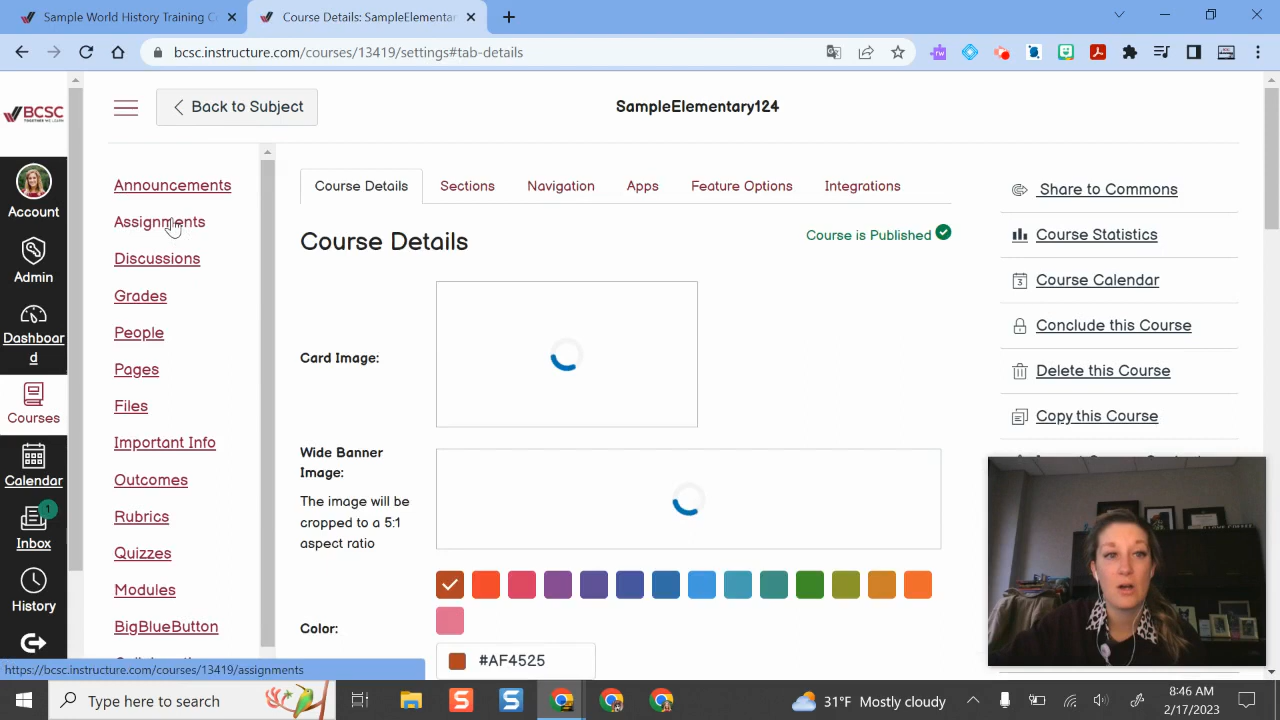 Sample World History Training C
Course Details: SampleElementary
bcsc.instructure.com/courses/13419/settings#tab-details
BCSC
Back to Subject
SampleElementary124
Account
Admin
Dashboar
d
Courses
Calendar
1
Inbox
History
Announcements
Assignments
Discussions
Grades
People
Pages
Files
Important Info
Outcomes
Rubrics
Quizzes
Modules
BigBlueButton
Course Details
Sections
Navigation
Apps
Feature Options
Integrations
Course Details
Course is Published
Card Image:
Wide Banner
Image:
The image will be
cropped to a 5:1
aspect ratio
Color:
#AF4525
Share to Commons
Course Statistics
3
Course Calendar
Conclude this Course
Delete this Course
Copy this Course
https://bcsc.instructure.com/courses/13419/assignments
Type here to search
31°F Mostly cloudy
8:46 AM
2/17/2023